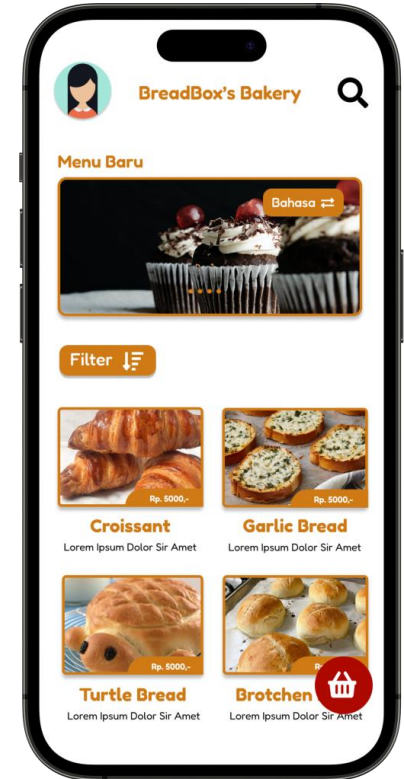 BreadBox's Bakery
Menu Baru
Bahasa
Filter
Rp. 5000,-
Rp. 5000,-
Croissant
Garlic Bread
Lorem Ipsum Dolor Sir Amet
Lorem Ipsum Dolor Sir Amet
Rp. 5000,-
Turtle Bread
Brotchen
Lorem Ipsum Dolor Sir Amet
Lorem Ipsum Dolor Sir Amet